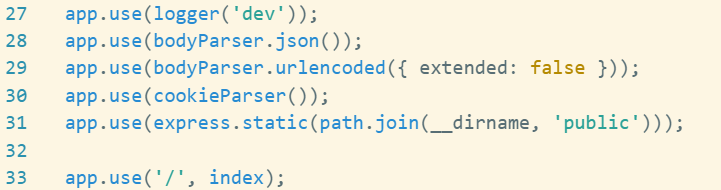 27 app.use(logger('dev'));
28 app.use(bodyParser.json());
29 app.use(bodyParser.urlencoded({ extended: false }));
30 app.use(cookieParser());
31 app.use(express.static(path.join(__dirname, 'public')));
32
33 app.use('/', index);